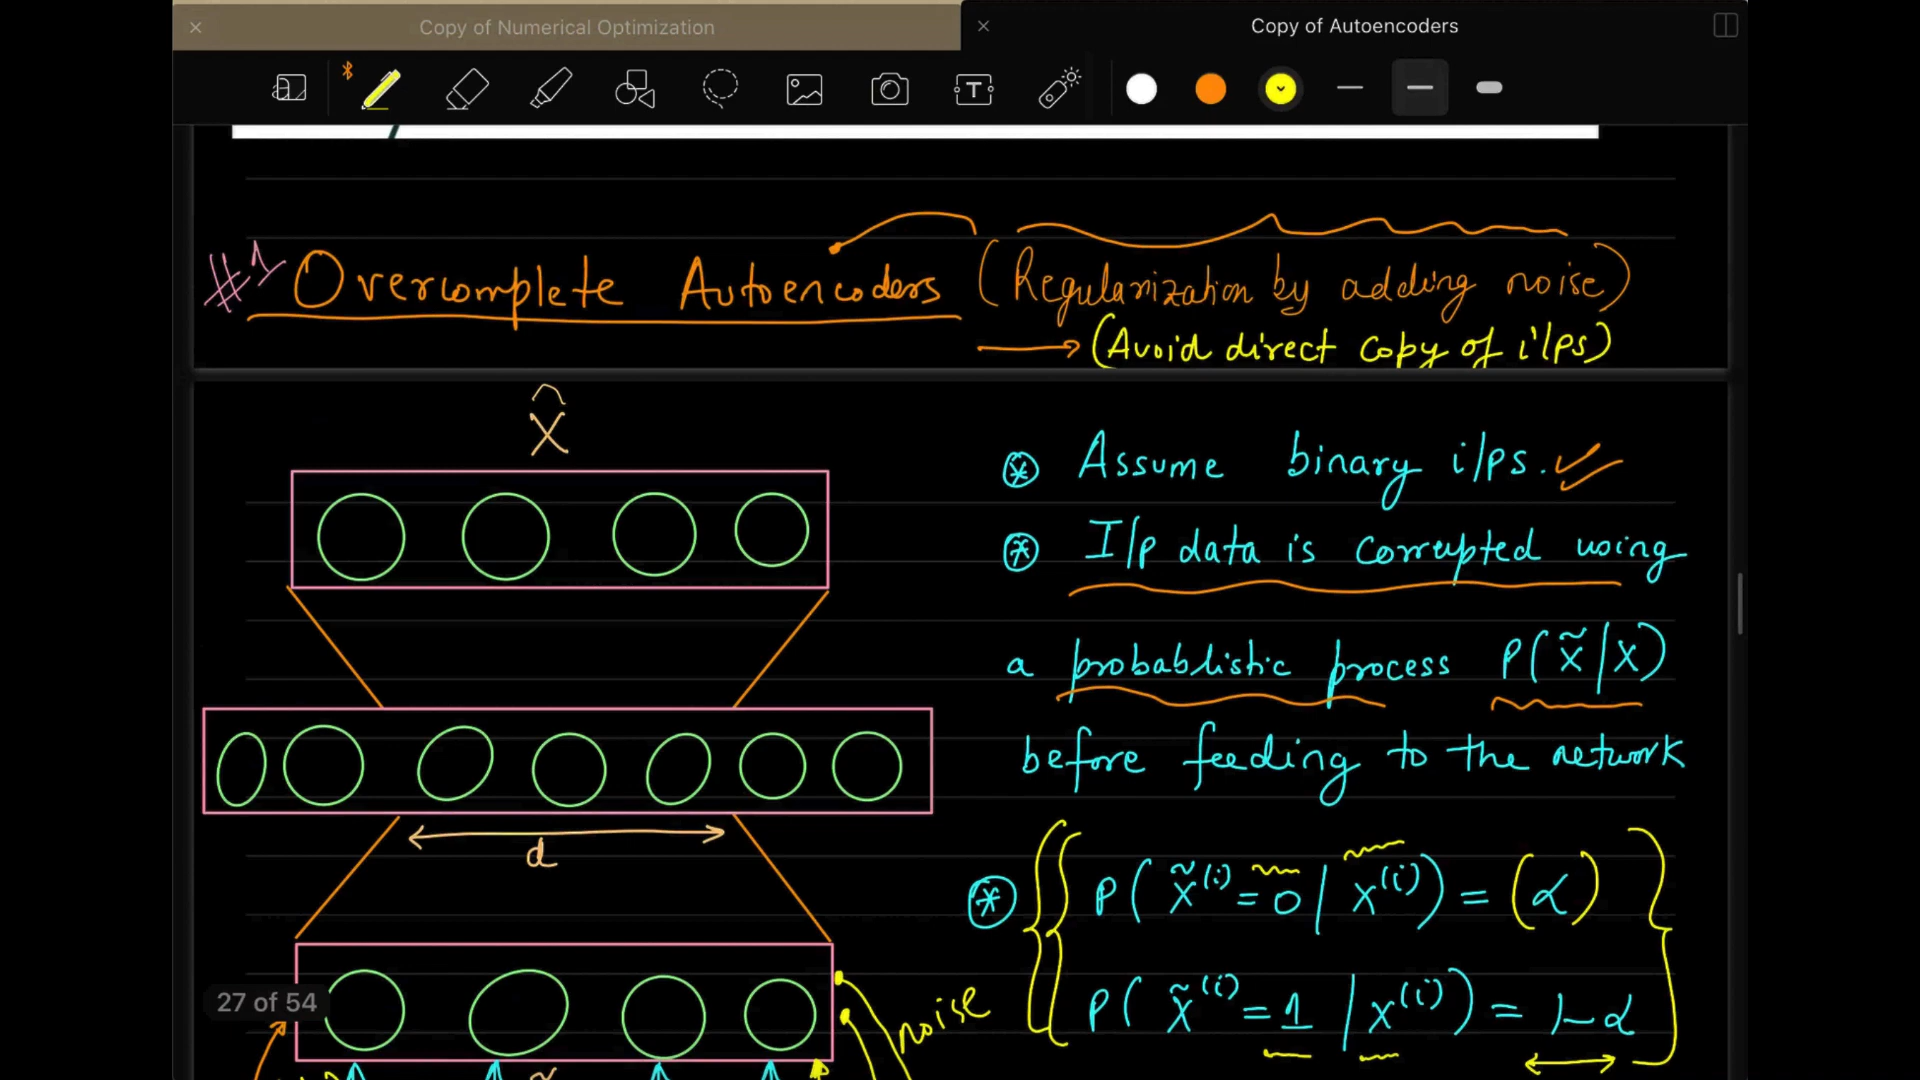 Copy of Numerical Optimization
Copy of Autoencoders
#1 Overcomplete Autoencoders (Regularization by adding noise)
(Avoid direct copy of i/ps)
X̂
⊛ Assume binary i/ps.
⊛ I/p data is corrupted using
a probablistic process P(x̃/x)
before feeding to the network
d
⊛ {{ P(x̃⁽ⁱ⁾ = 0 / x⁽ⁱ⁾) = (α) }
P(x̃⁽ⁱ⁾ = 1 / x⁽ⁱ⁾) = 1-α
27 of 54
noise